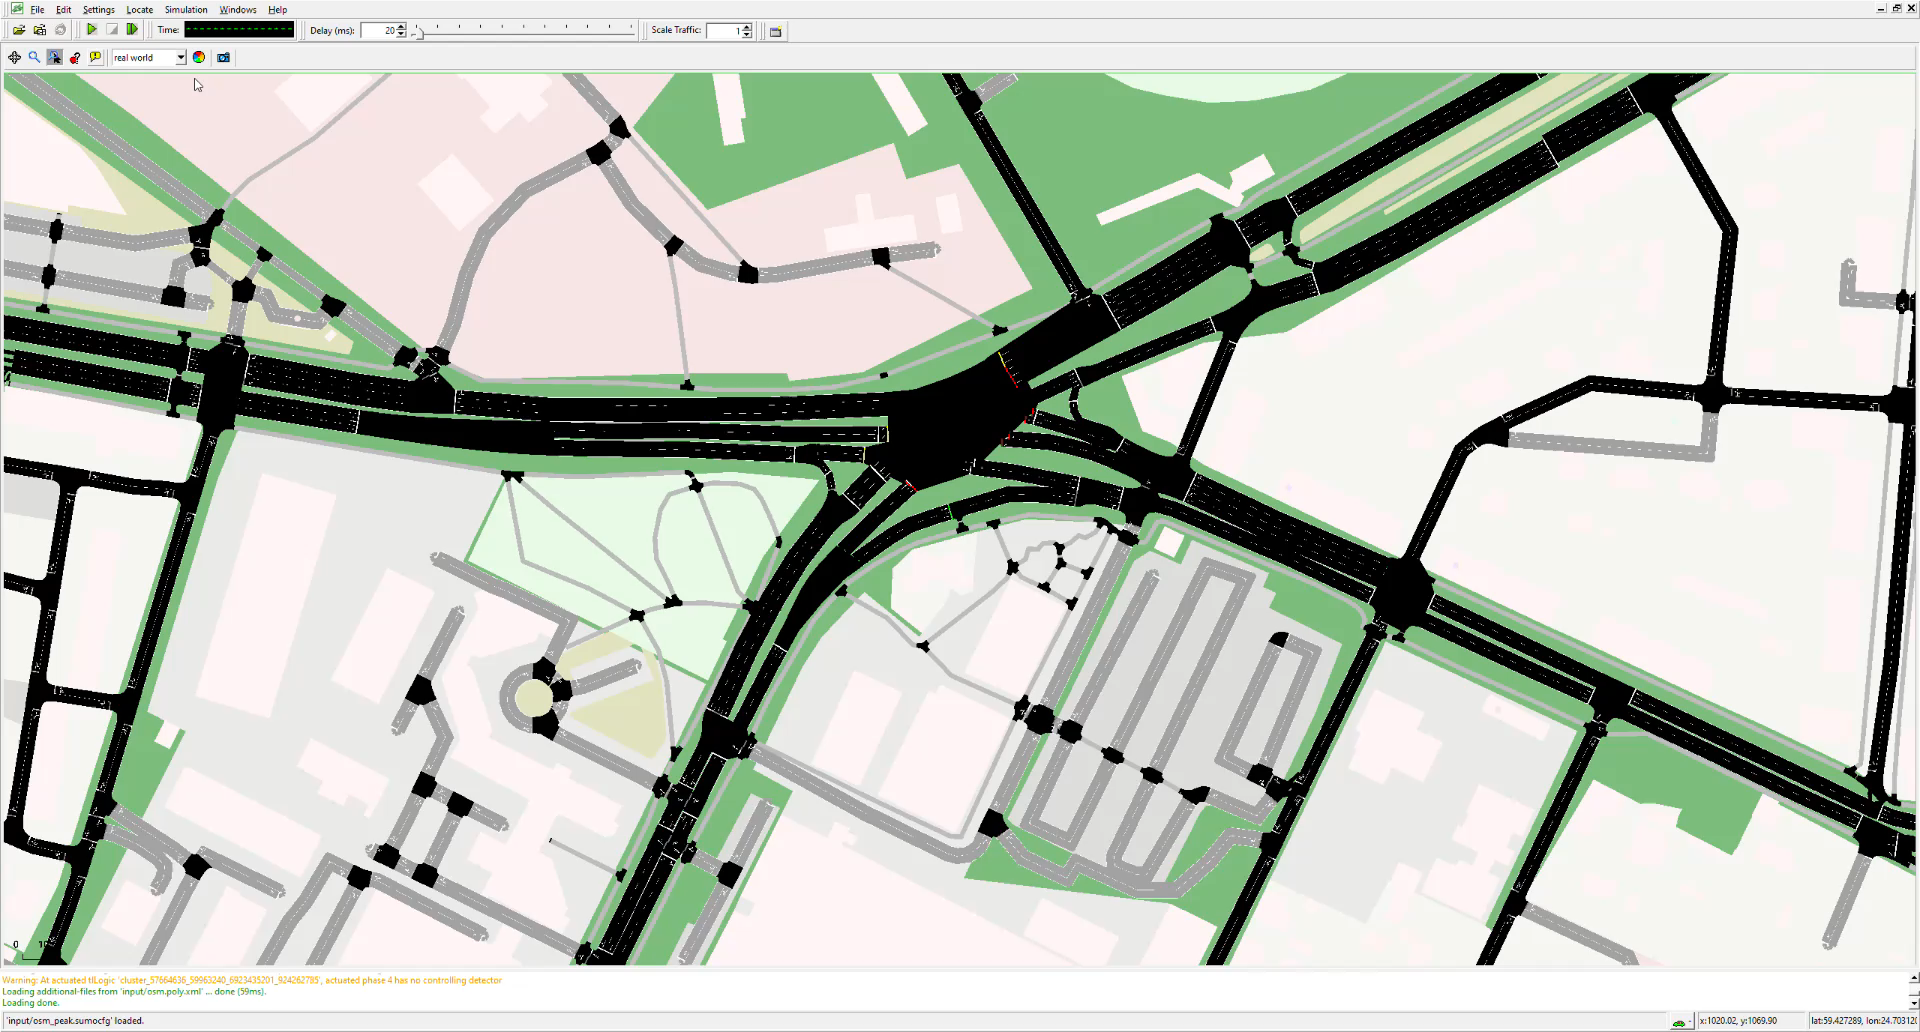 File Edit Settings Locate Simulation Windows Help
Time: Delay (ms): 20 Scale Traffic: 1
real world
0
Warning: At actuated tlLogic 'cluster_57664636_59963240_6923435201_924262785', actuated phase 4 has no controlling detector
Loading additional-files from 'input/osm.poly.xml' ... done (59ms).
Loading done.
'input/osm_peak.sumocfg' loaded. x:1020.02, y:1069.90 lat:59.427289, lon:24.703120